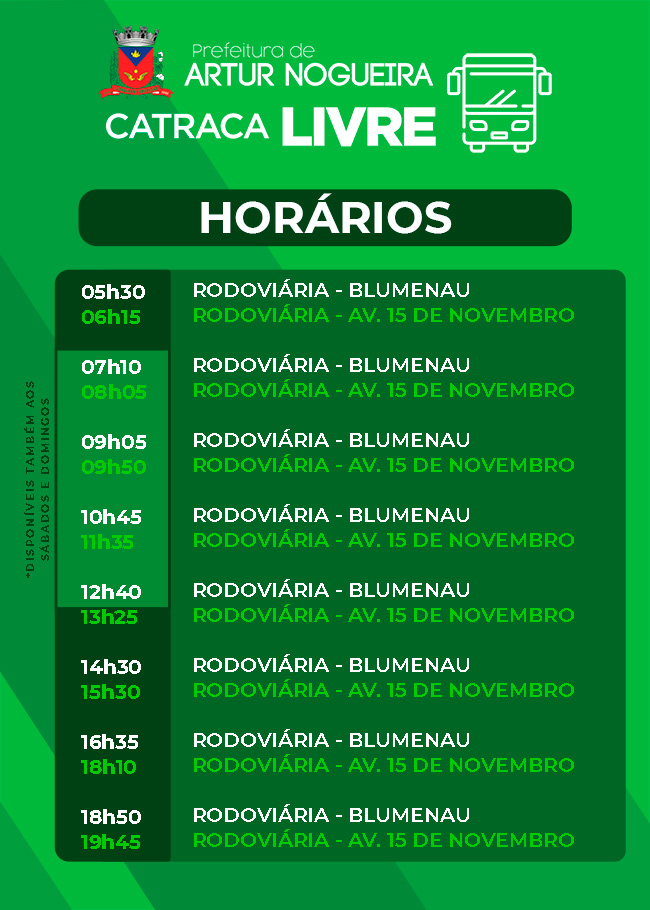 Prefeitura de
ARTUR NOGUEIRA
CATRACA LIVRE
HORÁRIOS
05h30 RODOVIÁRIA - BLUMENAU
06h15 RODOVIÁRIA - AV. 15 DE NOVEMBRO
07h10 RODOVIÁRIA - BLUMENAU
08h05 RODOVIÁRIA - AV. 15 DE NOVEMBRO
09h05 RODOVIÁRIA - BLUMENAU
09h50 RODOVIÁRIA - AV. 15 DE NOVEMBRO
10h45 RODOVIÁRIA - BLUMENAU
11h35 RODOVIÁRIA - AV. 15 DE NOVEMBRO
12h40 RODOVIÁRIA - BLUMENAU
13h25 RODOVIÁRIA - AV. 15 DE NOVEMBRO
14h30 RODOVIÁRIA - BLUMENAU
15h30 RODOVIÁRIA - AV. 15 DE NOVEMBRO
16h35 RODOVIÁRIA - BLUMENAU
18h10 RODOVIÁRIA - AV. 15 DE NOVEMBRO
18h50 RODOVIÁRIA - BLUMENAU
19h45 RODOVIÁRIA - AV. 15 DE NOVEMBRO
*DISPONÍVEIS TAMBÉM AOS
SÁBADOS E DOMINGOS